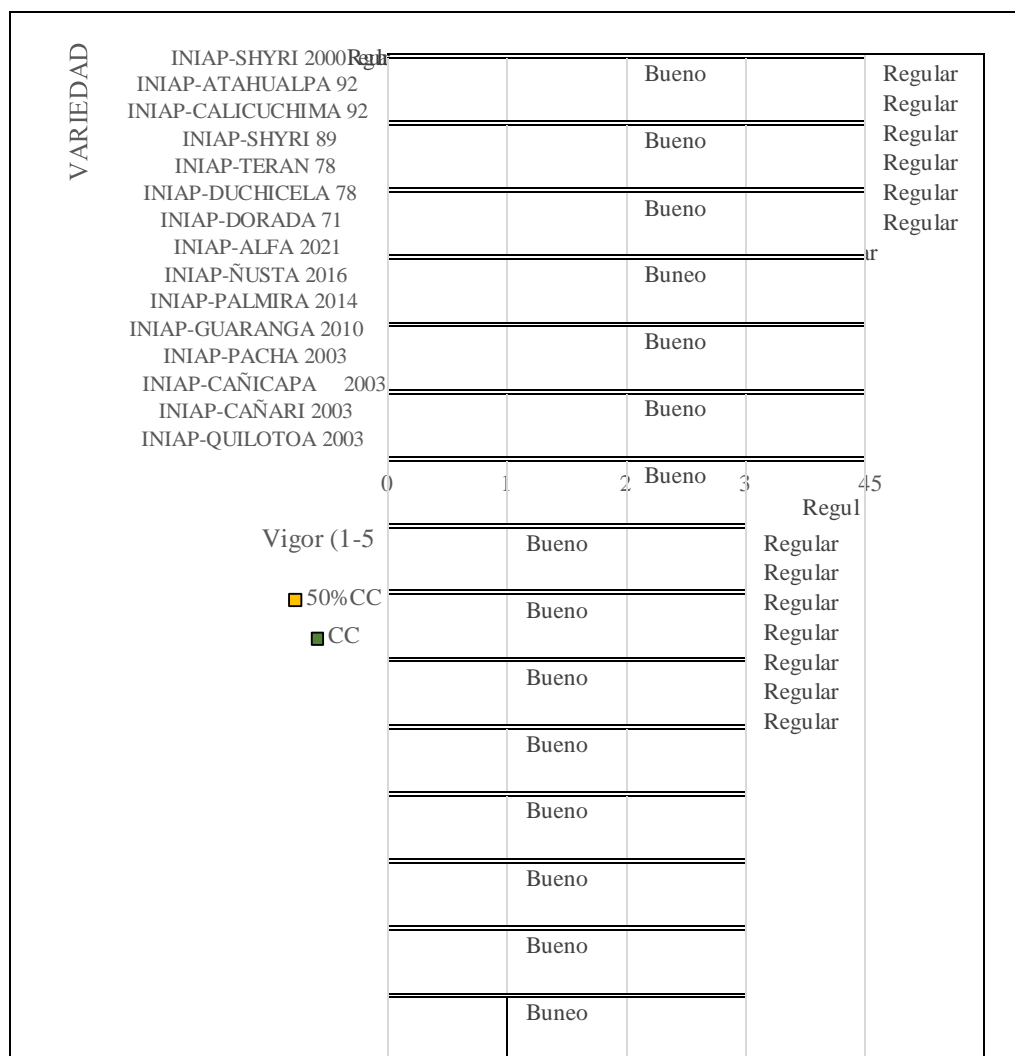 VARIEDAD
INIAP-SHYRI 2000
Bueno Regular
INIAP-ATAHUALPA 92
INIAP-CALICUCHIMA 92 Regular
INIAP-SHYRI 89 Bueno Regular
INIAP-TERAN 78 Regular
INIAP-DUCHICELA 78 Regular
INIAP-DORADA 71 Bueno Regular
INIAP-ALFA 2021 ar
INIAP-ÑUSTA 2016 Buneo
INIAP-PALMIRA 2014
INIAP-GUARANGA 2010 Bueno
INIAP-PACHA 2003
INIAP-CAÑICAPA 2003
INIAP-CAÑARI 2003 Bueno
INIAP-QUILOTOA 2003
Bueno
0 1 2 3 45
Regul
Vigor (1-5 Bueno Regular
Regular
50%CC Bueno Regular
CC Regular
Regular
Bueno Regular
Regular
Bueno
Bueno
Bueno
Bueno
Buneo